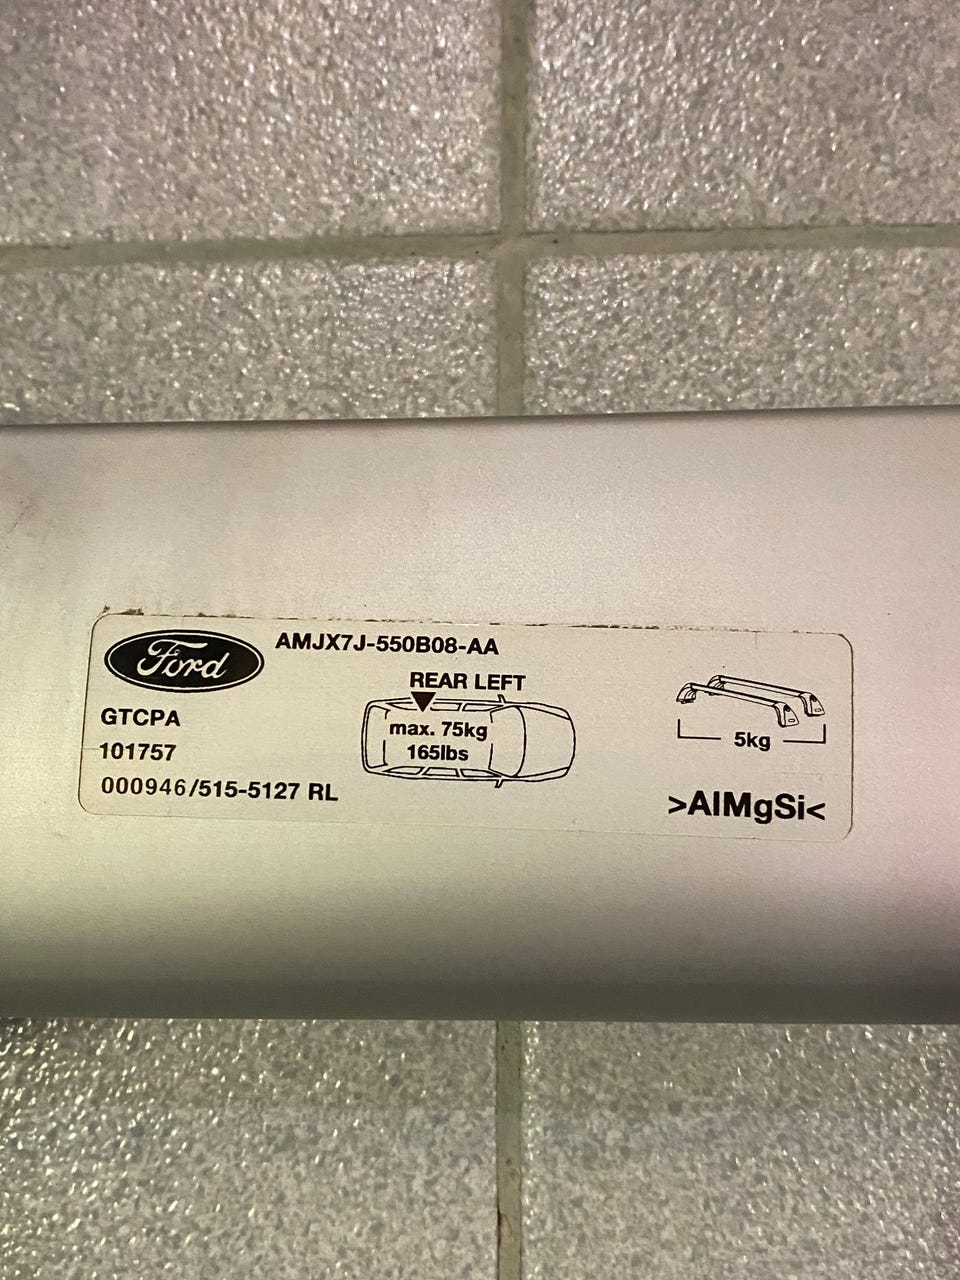 Ford
AMJX7J-550B08-AA
REAR LEFT
GTCPA
101757
000946/515-5127 RL
max. 75kg
165lbs
5kg
>AlMgSi<